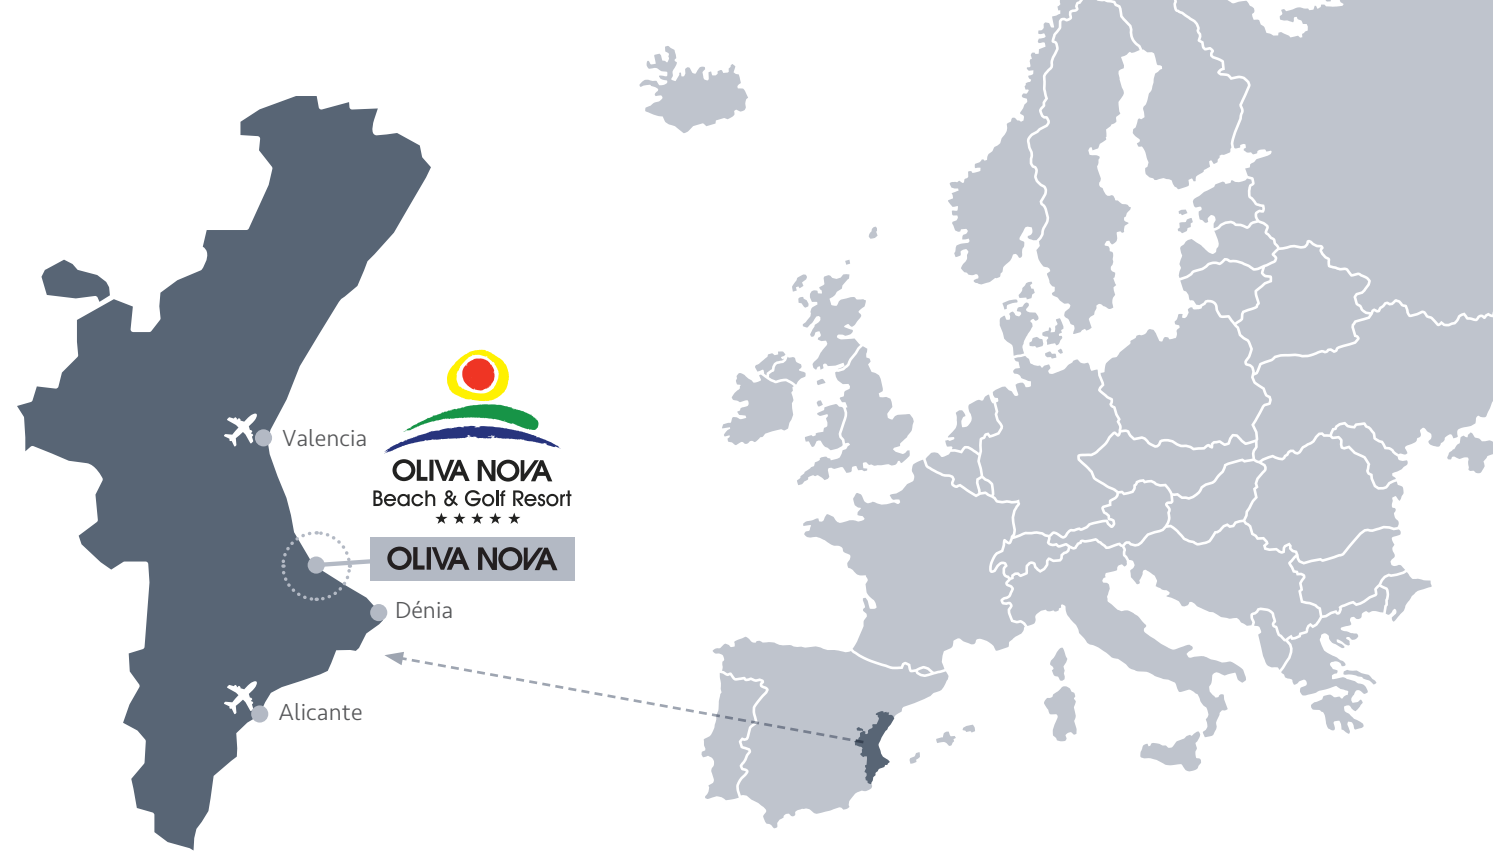 Valencia
OLIVA NOVA
Beach & Golf Resort
★★★★★
OLIVA NOVA
Dénia
Alicante